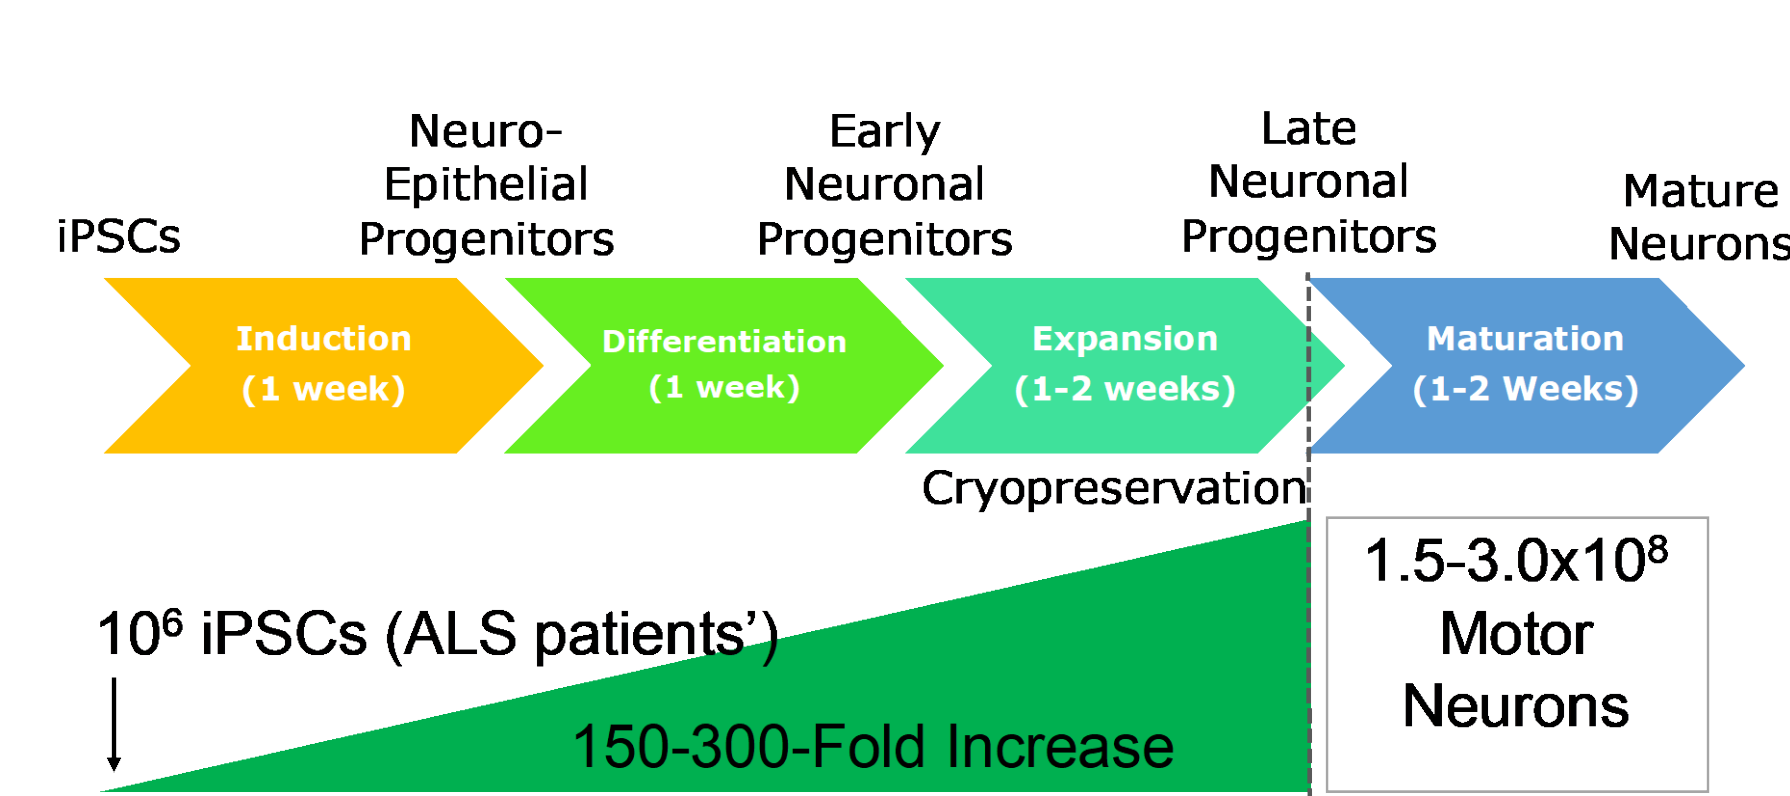 iPSCs
Neuro-
Epithelial
Progenitors
Early
Neuronal
Progenitors
Late
Neuronal
Progenitors
Mature
Neurons
Induction
(1 week)
Differentiation
(1 week)
Expansion
(1-2 weeks)
Maturation
(1-2 Weeks)
Cryopreservation
10⁶ iPSCs (ALS patients’)
150-300-Fold Increase
1.5-3.0x10⁸
Motor
Neurons